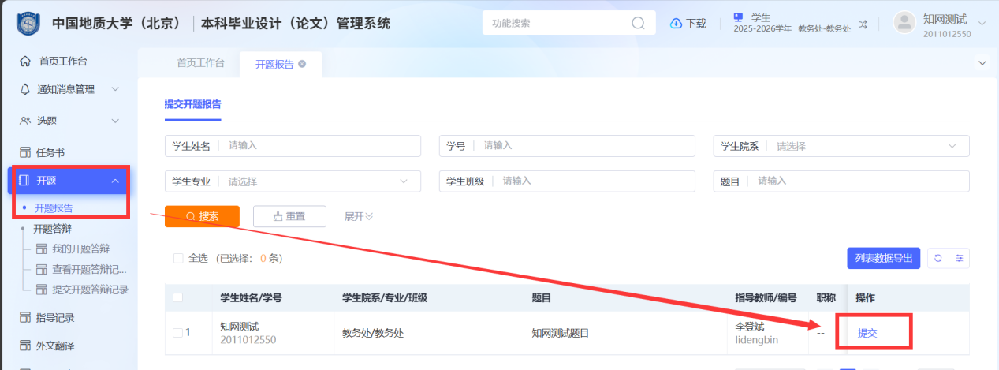 中国地质大学（北京） 本科毕业设计（论文）管理系统
功能搜索
下载
学生
2025-2026学年 教务处-教务处
知网测试
2011012550
首页工作台
通知消息管理
选题
任务书
开题
开题报告
开题答辩
我的开题答辩
查看开题答辩记...
提交开题答辩记录
指导记录
外文翻译
首页工作台
开题报告
提交开题报告
学生姓名 请输入
学号 请输入
学生院系 请选择
学生专业 请选择
学生班级 请输入
题目 请输入
搜索
重置
展开
全选 (已选择: 0 条)
列表数据导出
学生姓名/学号 学生院系/专业/班级 题目 指导教师/编号 职称 操作
1 知网测试 2011012550 教务处/教务处 知网测试题目 李登斌 lidengbin -- 提交